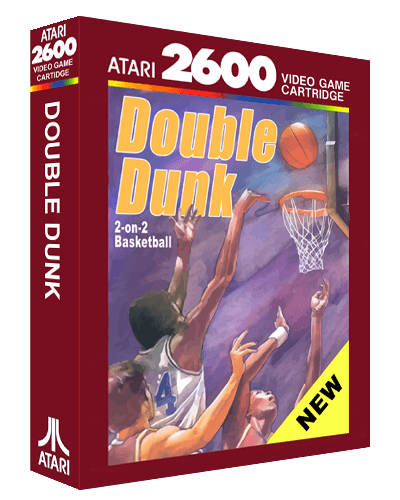 ATARI
2600
VIDEO GAME
CARTRIDGE
DOUBLE DUNK
ATARI
ATARI 2600 VIDEO GAME
CARTRIDGE
Double
Dunk
2-on-2
Basketball
4
NEW